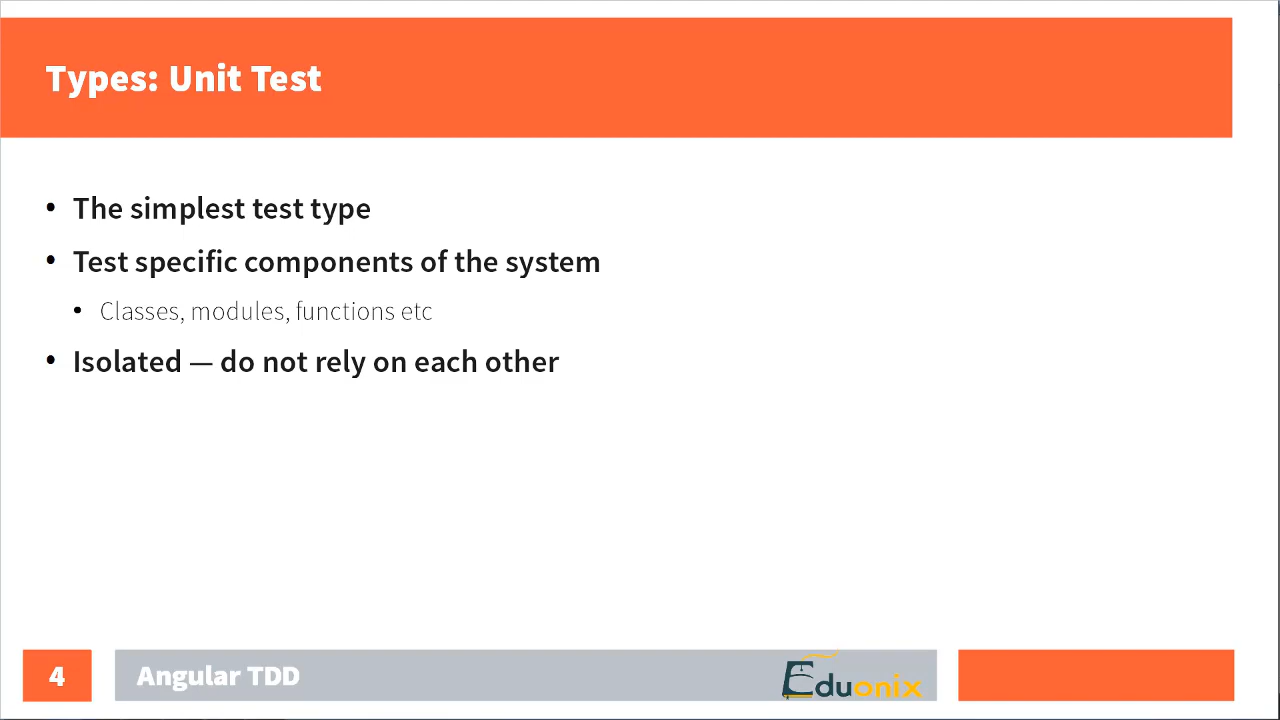 Types: Unit Test
• The simplest test type
• Test specific components of the system
• Classes, modules, functions etc
• Isolated — do not rely on each other
4
Angular TDD
Eduonix